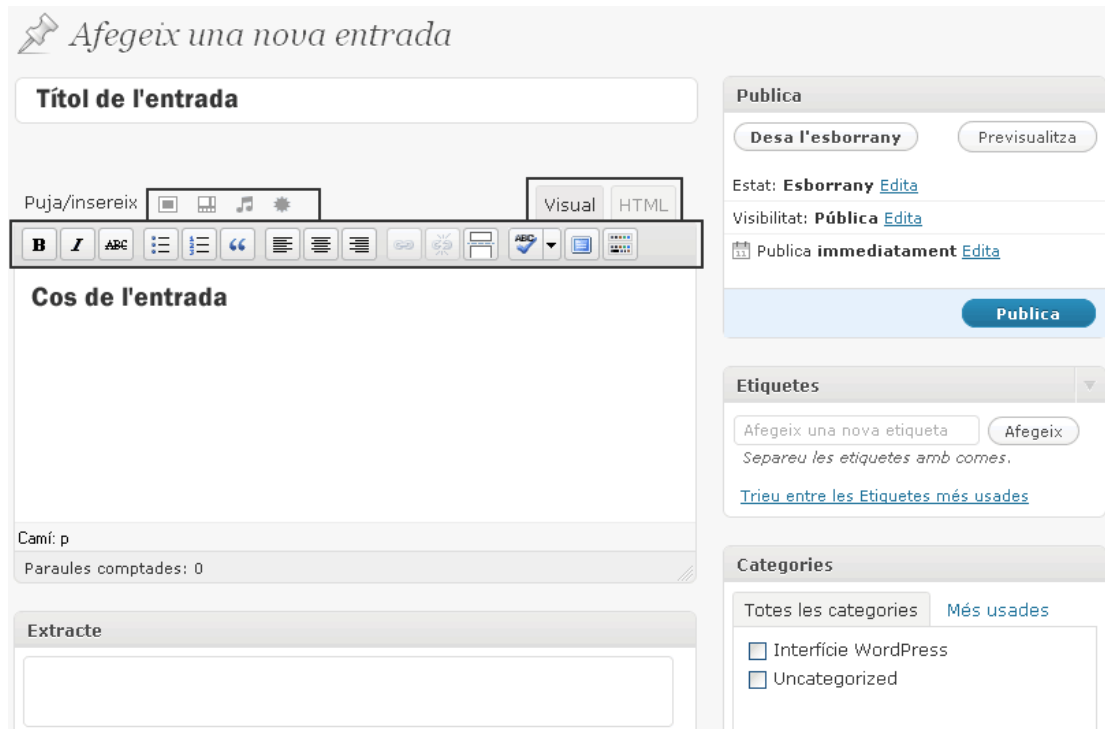 Afegeix una nova entrada
Títol de l'entrada
Puja/insereix
Visual HTML
B I ABC
ABC
Cos de l'entrada
Camí: p
Paraules comptades: 0
Extracte
Publica
Desa l'esborrany Previsualitza
Estat: Esborrany Edita
Visibilitat: Pública Edita
11 Publica immediatament Edita
Publica
Etiquetes
Afegeix una nova etiqueta Afegeix
Separeu les etiquetes amb comes.
Trieu entre les Etiquetes més usades
Categories
Totes les categories Més usades
Interfície WordPress
Uncategorized